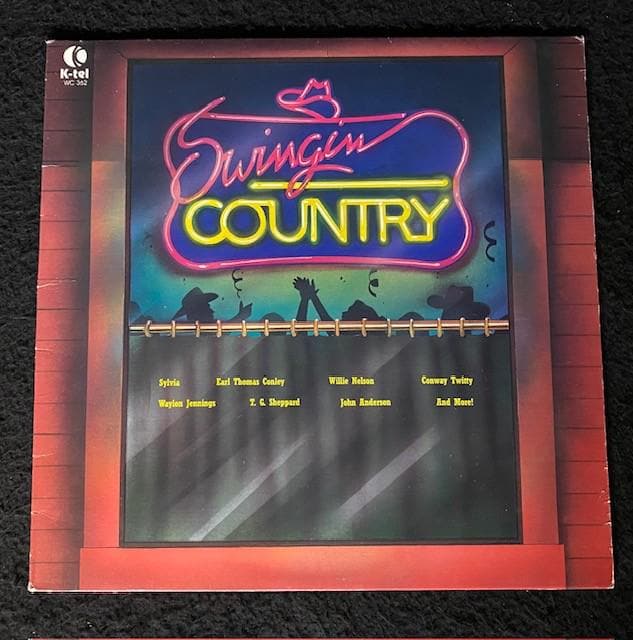 K-tel
WC 362
Swingin
COUNTRY
Sylvia Earl Thomas Conley Willie Nelson Conway Twitty
Waylon Jennings T. G. Sheppard John Anderson And More!